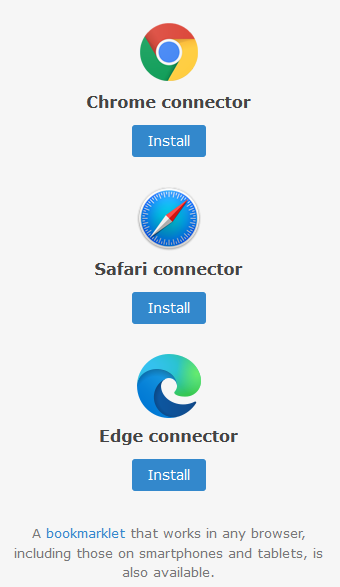 Chrome connector
Install
Safari connector
Install
Edge connector
Install
A bookmarklet that works in any browser,
including those on smartphones and tablets, is
also available.